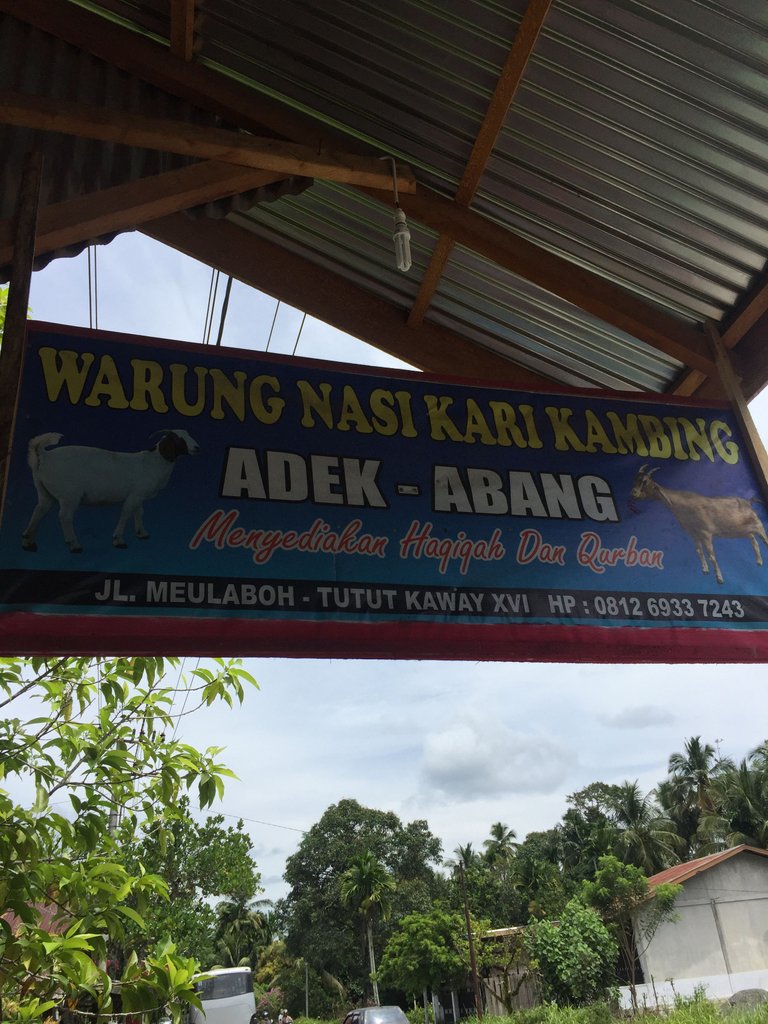 WARUNG NASI KARI KAMBING
ADEK - ABANG
Menyediakan Haqiqah Dan Qurban
JL. MEULABOH - TUTUT KAWAY XVI HP : 0812 6933 7243